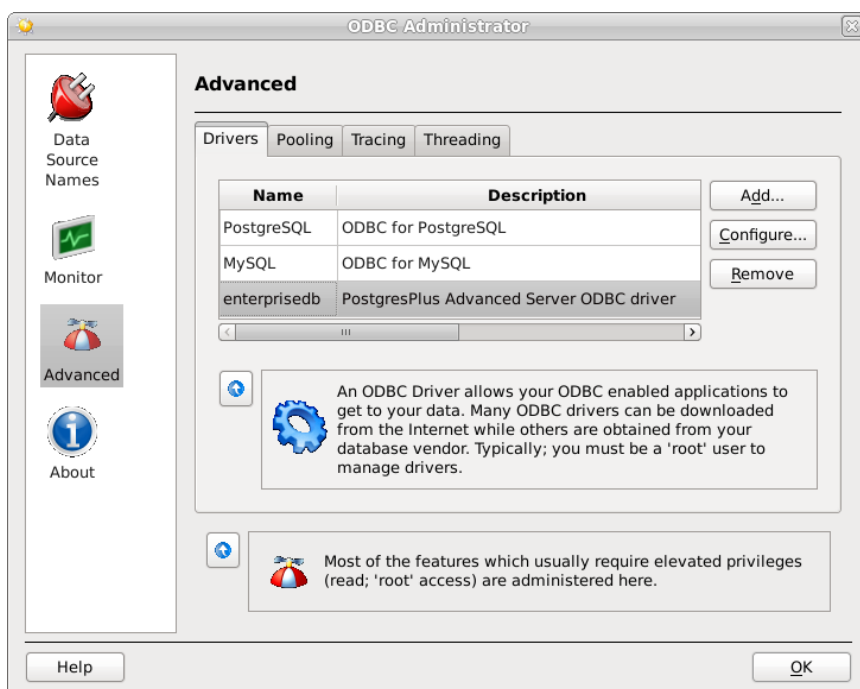 ODBC Administrator
Data
Source
Names
Monitor
Advanced
About
Advanced
Drivers Pooling Tracing Threading
Name Description
PostgreSQL ODBC for PostgreSQL
MySQL ODBC for MySQL
enterprisedb PostgresPlus Advanced Server ODBC driver
Add...
Configure...
Remove
An ODBC Driver allows your ODBC enabled applications to
get to your data. Many ODBC drivers can be downloaded
from the Internet while others are obtained from your
database vendor. Typically; you must be a 'root' user to
manage drivers.
Most of the features which usually require elevated privileges
(read; 'root' access) are administered here.
Help OK